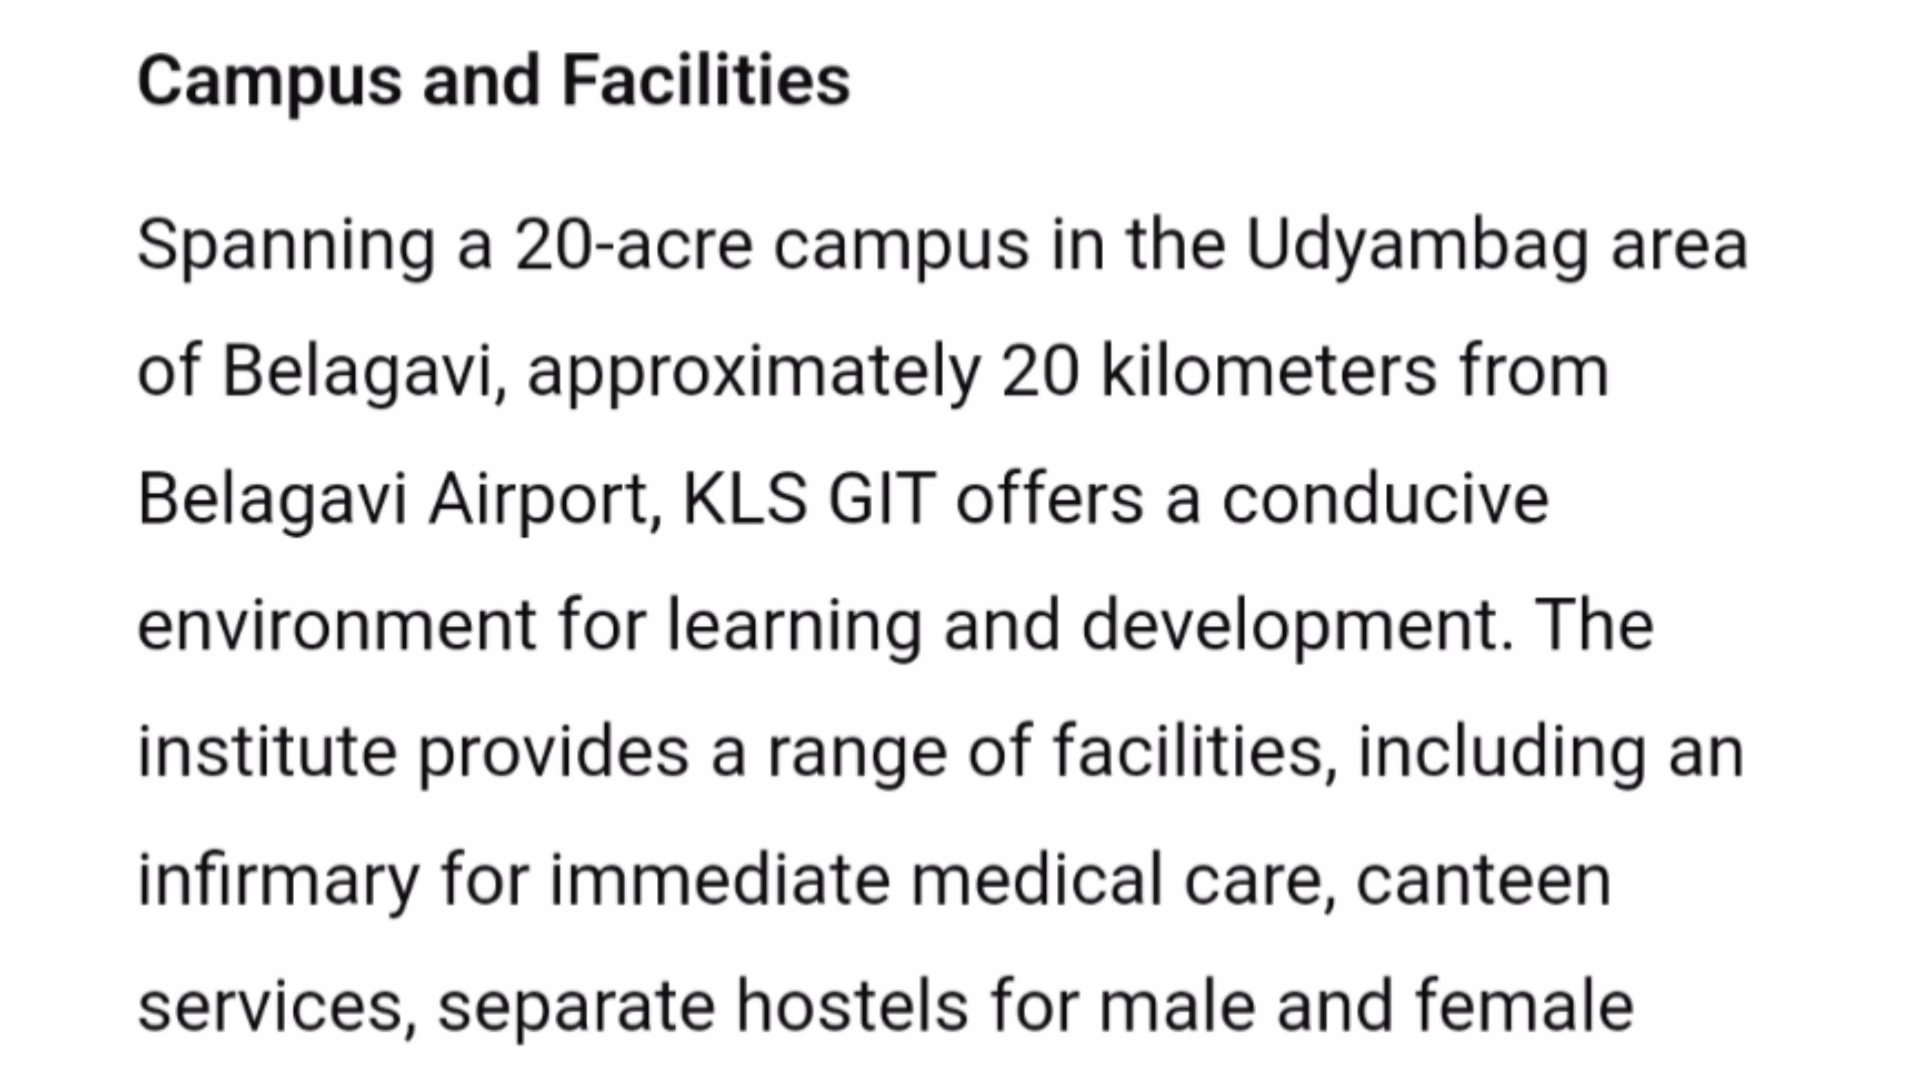 Campus and Facilities
Spanning a 20-acre campus in the Udyambag area
of Belagavi, approximately 20 kilometers from
Belagavi Airport, KLS GIT offers a conducive
environment for learning and development. The
institute provides a range of facilities, including an
infirmary for immediate medical care, canteen
services, separate hostels for male and female